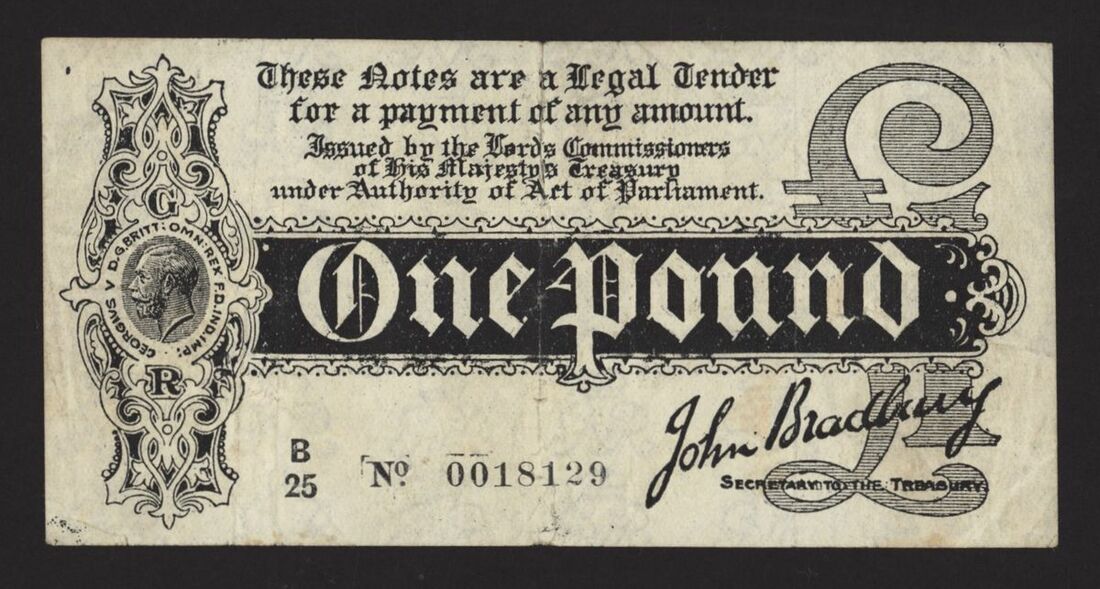 These Notes are a Legal Tender
for a payment of any amount.
Issued by the Lords Commissioners
of His Majesty's Treasury
under Authority of Act of Parliament.
£1
G
GEORGIVS V D.G.BRITT: OMN: REX F.D. IND: IMP:
R
One Pound
John Bradbury
SECRETARY TO THE TREASURY.
B
25
No. 0018129